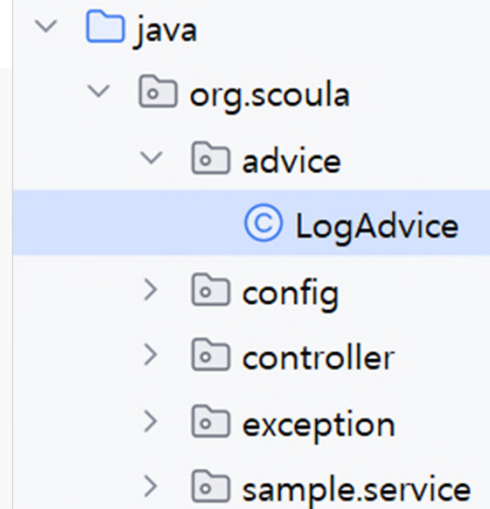 java
org.scoula
advice
LogAdvice
config
controller
exception
sample.service